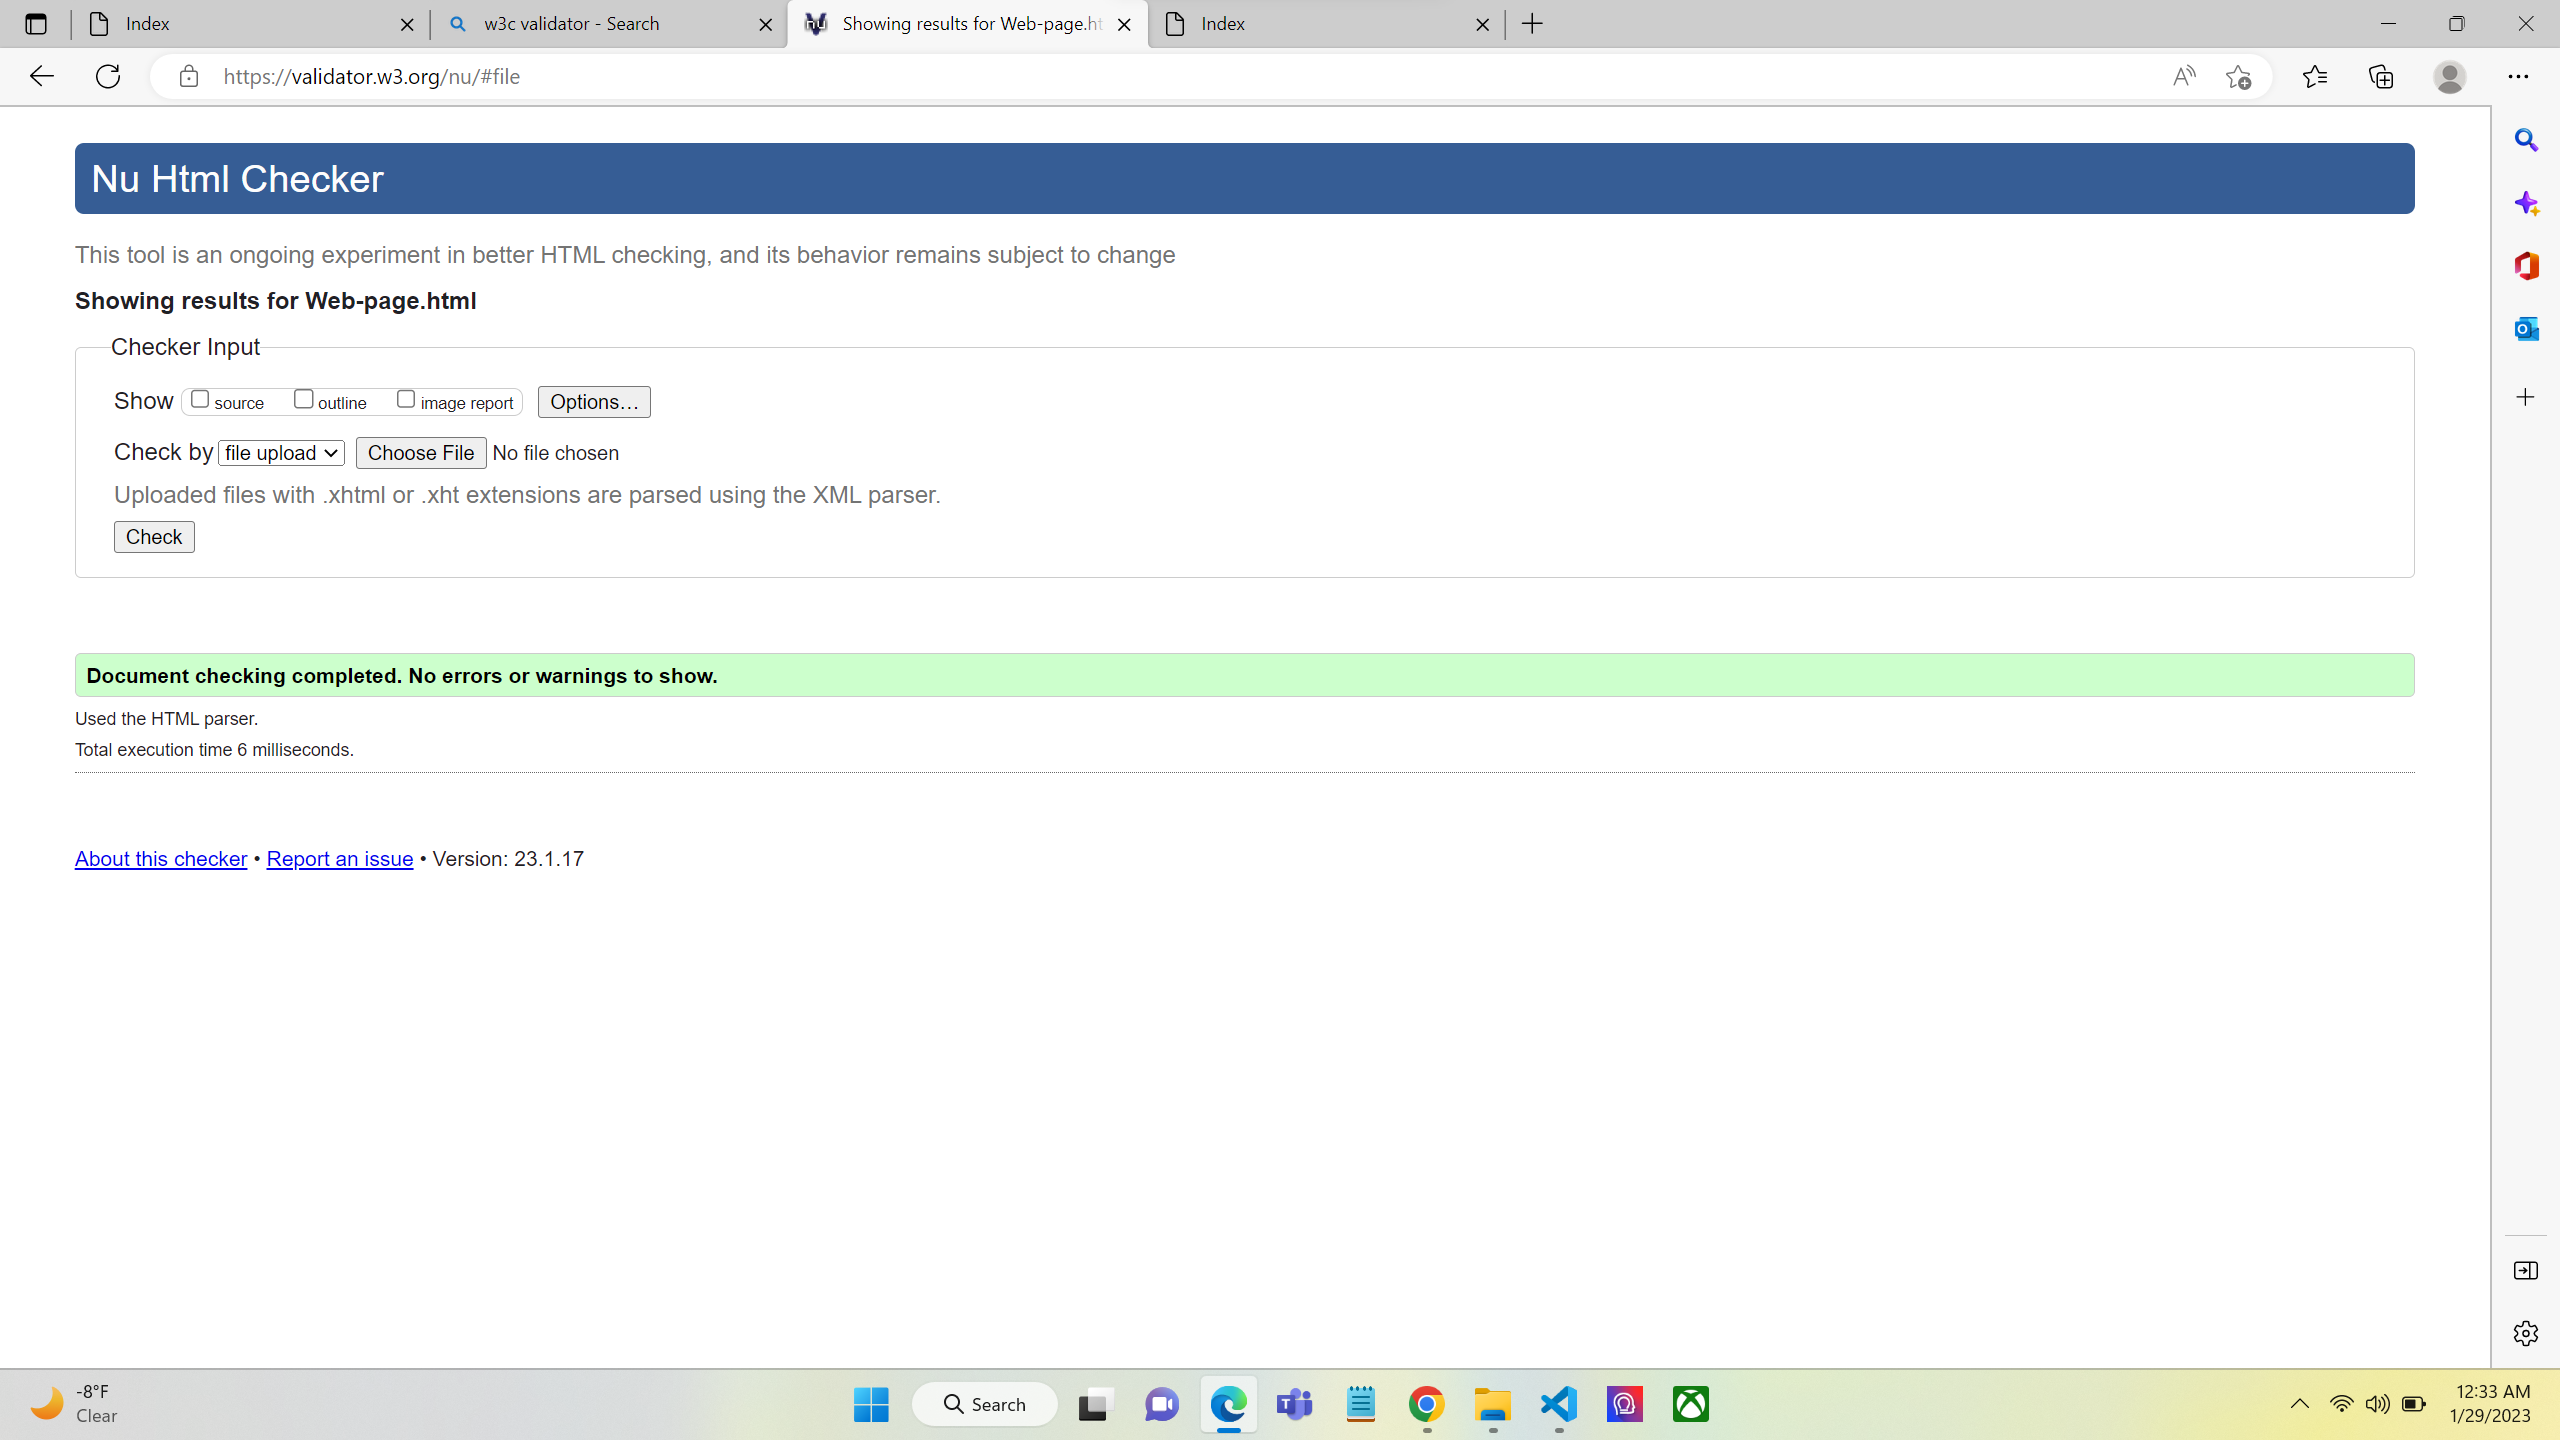 Index
w3c validator - Search
Showing results for Web-page.ht
Index
https://validator.w3.org/nu/#file
Nu Html Checker
This tool is an ongoing experiment in better HTML checking, and its behavior remains subject to change
Showing results for Web-page.html
Checker Input
Show source outline image report Options...
Check by file upload Choose File No file chosen
Uploaded files with .xhtml or .xht extensions are parsed using the XML parser.
Check
Document checking completed. No errors or warnings to show.
Used the HTML parser.
Total execution time 6 milliseconds.
About this checker • Report an issue • Version: 23.1.17
-8°F
Clear
Search
12:33 AM
1/29/2023